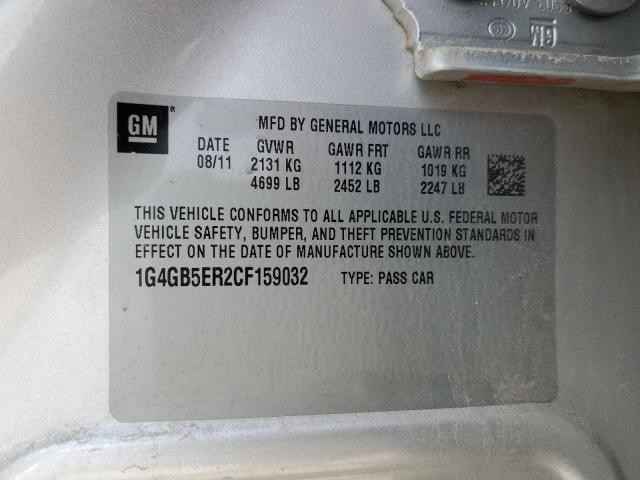 GM
GM ®
MFD BY GENERAL MOTORS LLC
DATE GVWR GAWR FRT GAWR RR
08/11 2131 KG 1112 KG 1019 KG
4699 LB 2452 LB 2247 LB
THIS VEHICLE CONFORMS TO ALL APPLICABLE U.S. FEDERAL MOTOR
VEHICLE SAFETY, BUMPER, AND THEFT PREVENTION STANDARDS IN
EFFECT ON THE DATE OF MANUFACTURE SHOWN ABOVE.
1G4GB5ER2CF159032 TYPE: PASS CAR